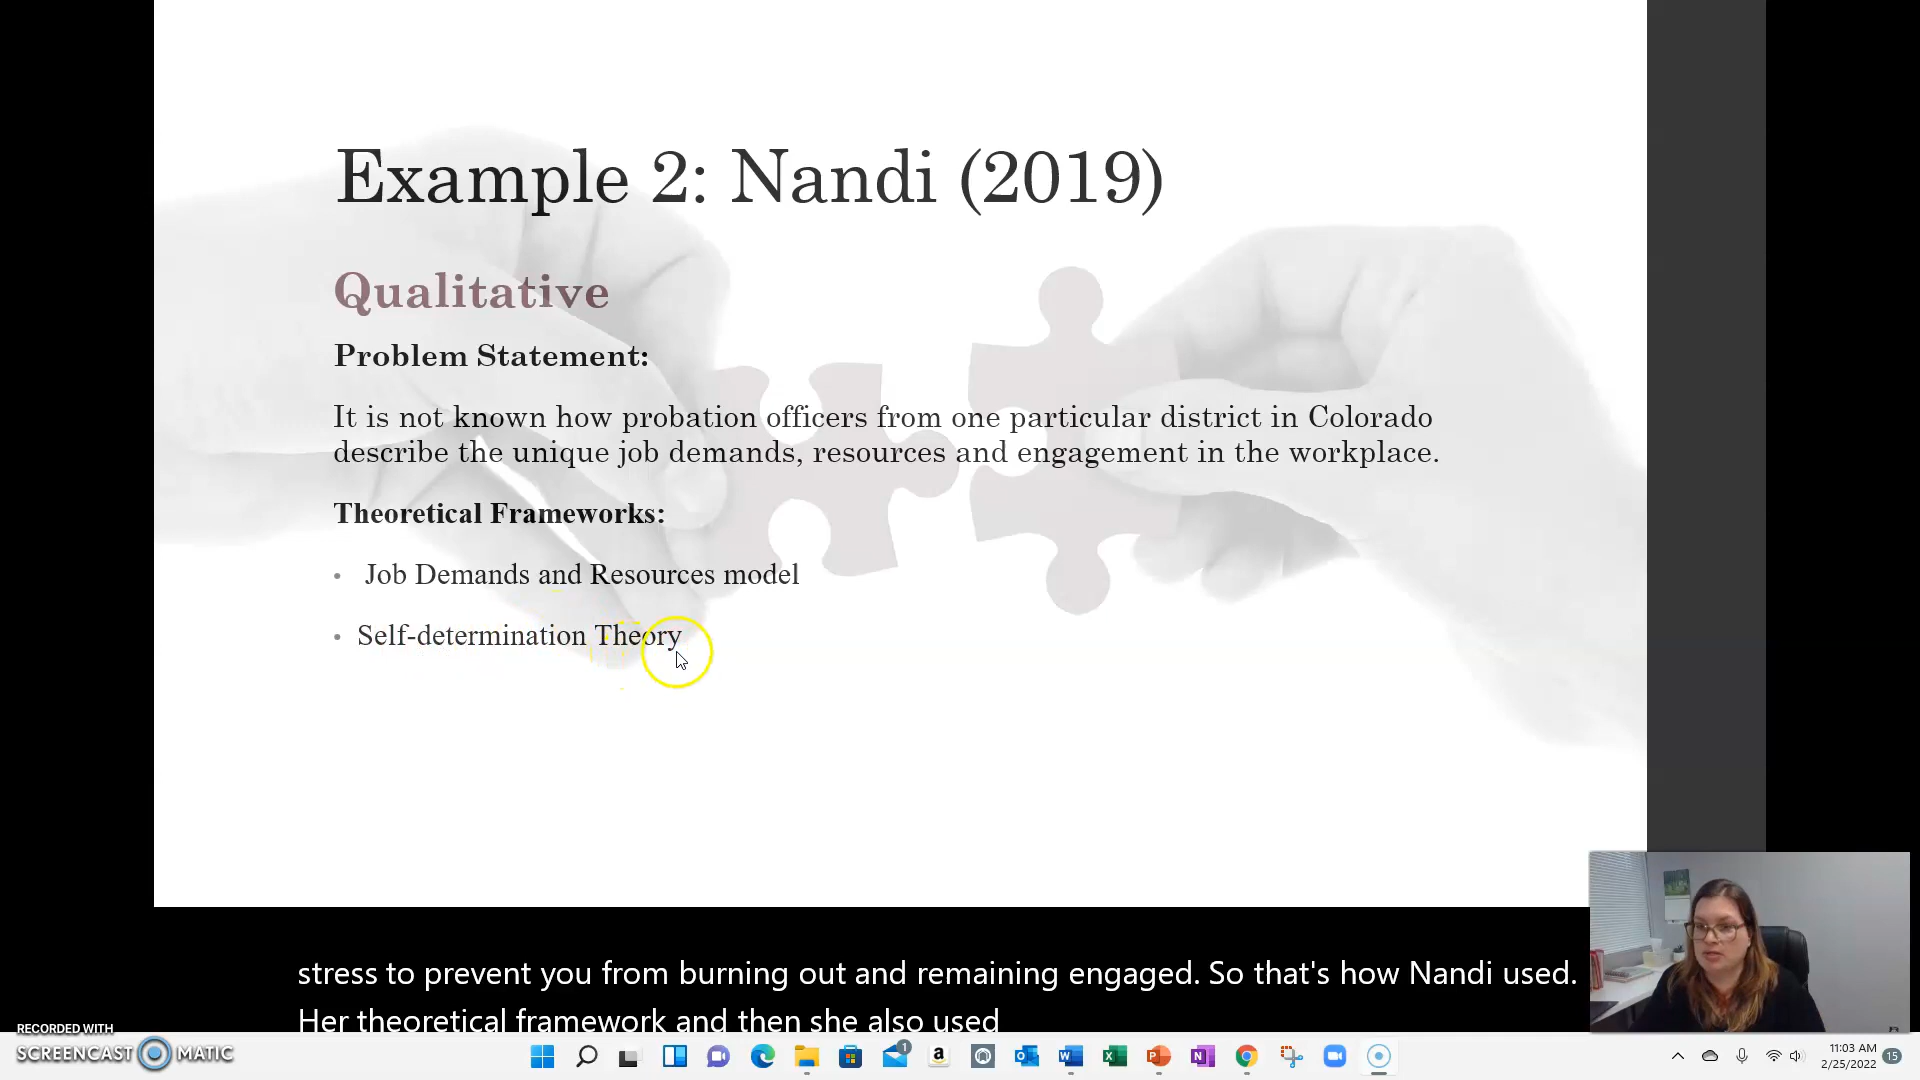 Example 2: Nandi (2019)
Qualitative
Problem Statement:
It is not known how probation officers from one particular district in Colorado
describe the unique job demands, resources and engagement in the workplace.
Theoretical Frameworks:
• Job Demands and Resources model
• Self-determination Theory
stress to prevent you from burning out and remaining engaged. So that's how Nandi used.
Her theoretical framework and then she also used
RECORDED WITH
SCREENCAST MATIC
1
11:03 AM
2/25/2022
15